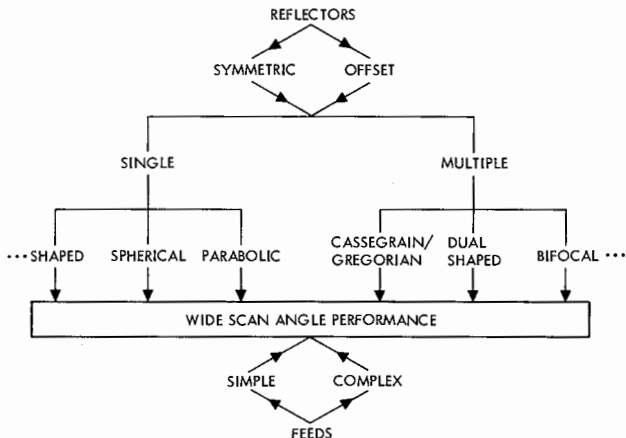 REFLECTORS
SYMMETRIC OFFSET
SINGLE MULTIPLE
CASSEGRAIN/ DUAL
... SHAPED SPHERICAL PARABOLIC GREGORIAN SHAPED BIFOCAL ...
WIDE SCAN ANGLE PERFORMANCE
SIMPLE COMPLEX
FEEDS